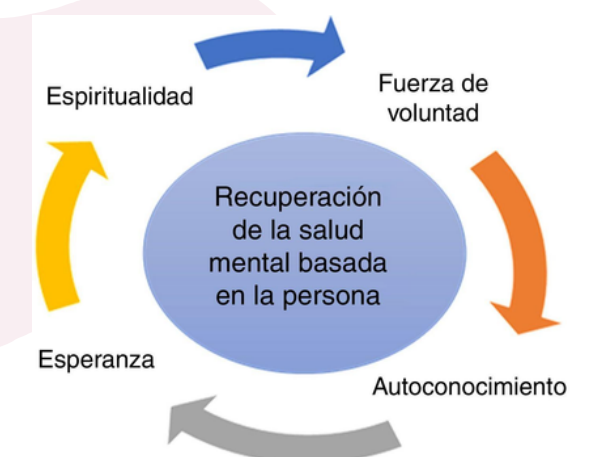 Espiritualidad
Fuerza de
voluntad
Recuperación
de la salud
mental basada
en la persona
Esperanza
Autoconocimiento